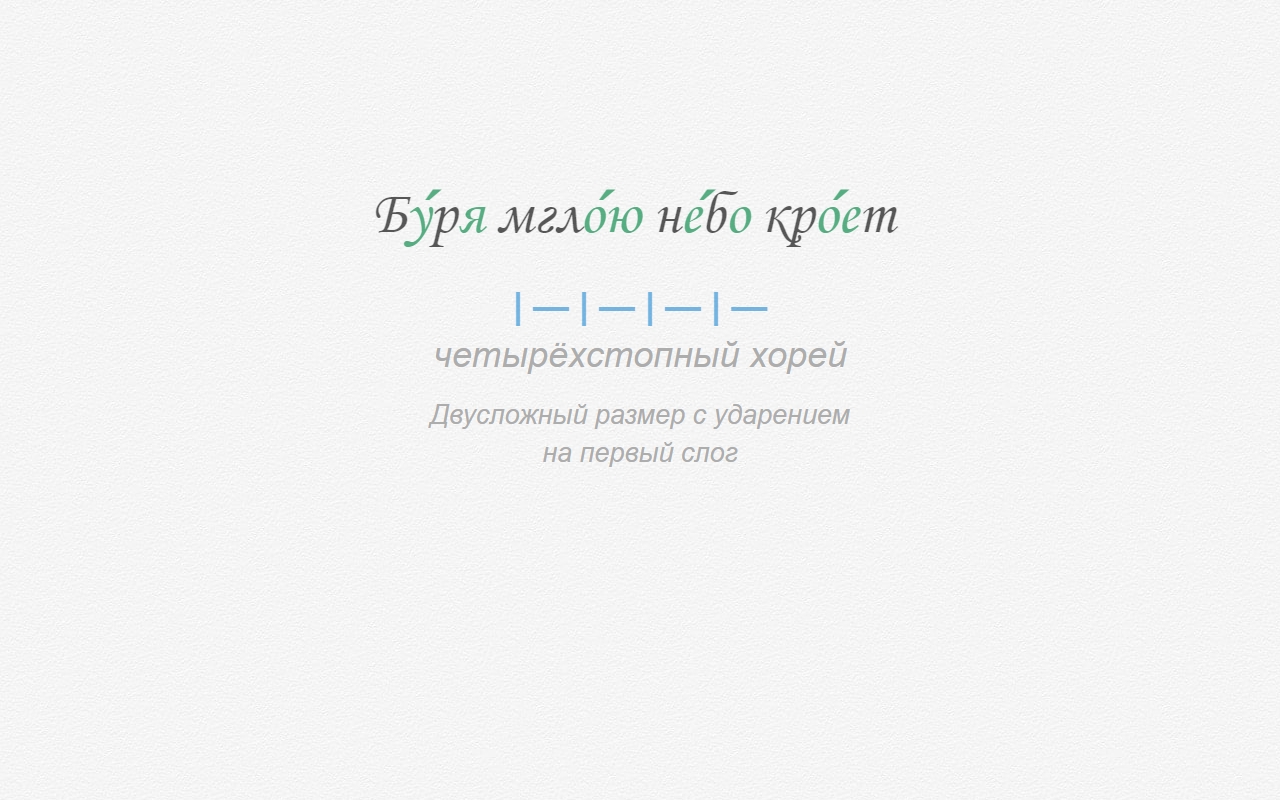 Бу́ря мгло́ю не́бо кро́ет
|—|—|—|—
четырёхстопный хорей
Двусложный размер с ударением
на первый слог